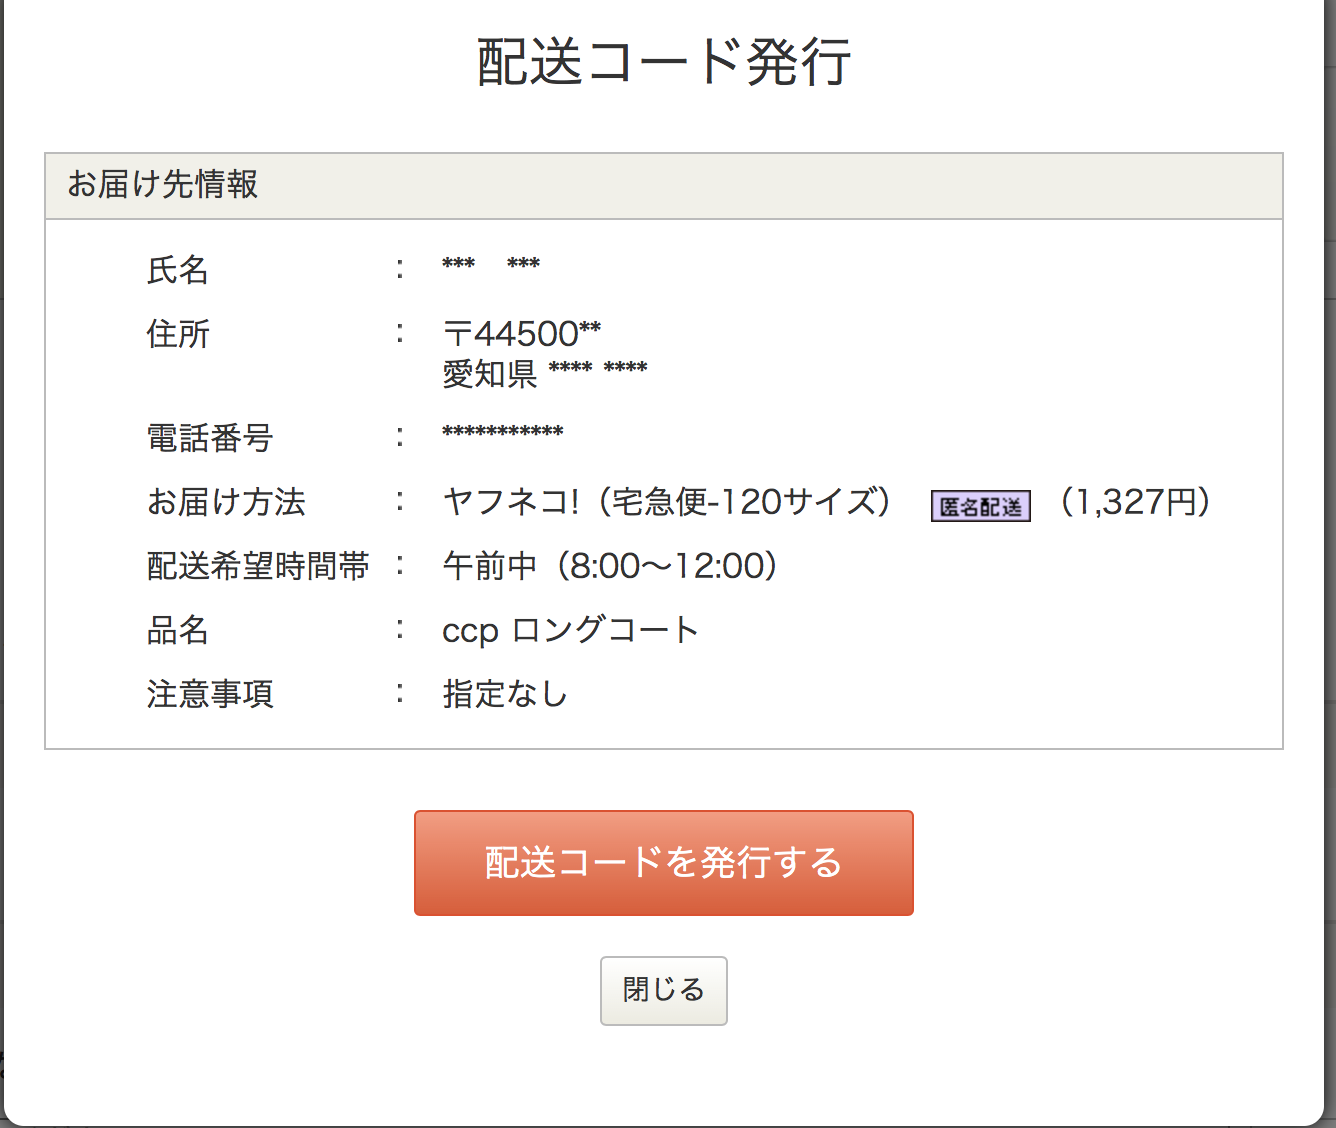 配送コード発行
お届け先情報
氏名 : *** ***
住所 : 〒44500**
愛知県 **** ****
電話番号 : ***********
お届け方法 : ヤフネコ!（宅急便-120サイズ） 匿名配送 （1,327円）
配送希望時間帯 : 午前中（8:00〜12:00）
品名 : ccp ロングコート
注意事項 : 指定なし
配送コードを発行する
閉じる